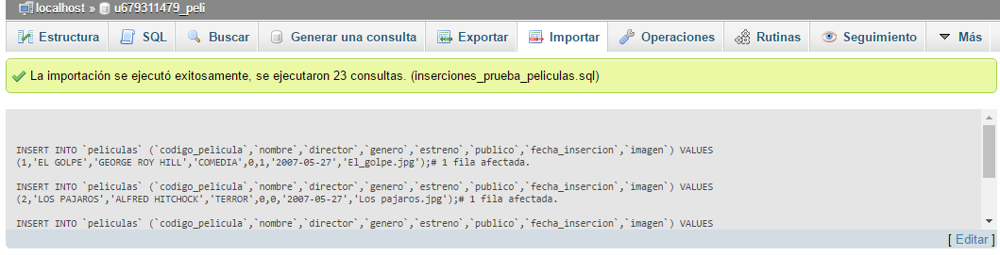 localhost » u679311479_peli
Estructura SQL Buscar Generar una consulta Exportar Importar Operaciones Rutinas Seguimiento Más
La importación se ejecutó exitosamente, se ejecutaron 23 consultas. (inserciones_prueba_peliculas.sql)
INSERT INTO `peliculas` (`codigo_pelicula`,`nombre`,`director`,`genero`,`estreno`,`publico`,`fecha_insercion`,`imagen`) VALUES
(1,'EL GOLPE','GEORGE ROY HILL','COMEDIA',0,1,'2007-05-27','El_golpe.jpg');# 1 fila afectada.
INSERT INTO `peliculas` (`codigo_pelicula`,`nombre`,`director`,`genero`,`estreno`,`publico`,`fecha_insercion`,`imagen`) VALUES
(2,'LOS PAJAROS','ALFRED HITCHOCK','TERROR',0,0,'2007-05-27','Los pajaros.jpg');# 1 fila afectada.
INSERT INTO `peliculas` (`codigo_pelicula`,`nombre`,`director`,`genero`,`estreno`,`publico`,`fecha_insercion`,`imagen`) VALUES
[ Editar ]